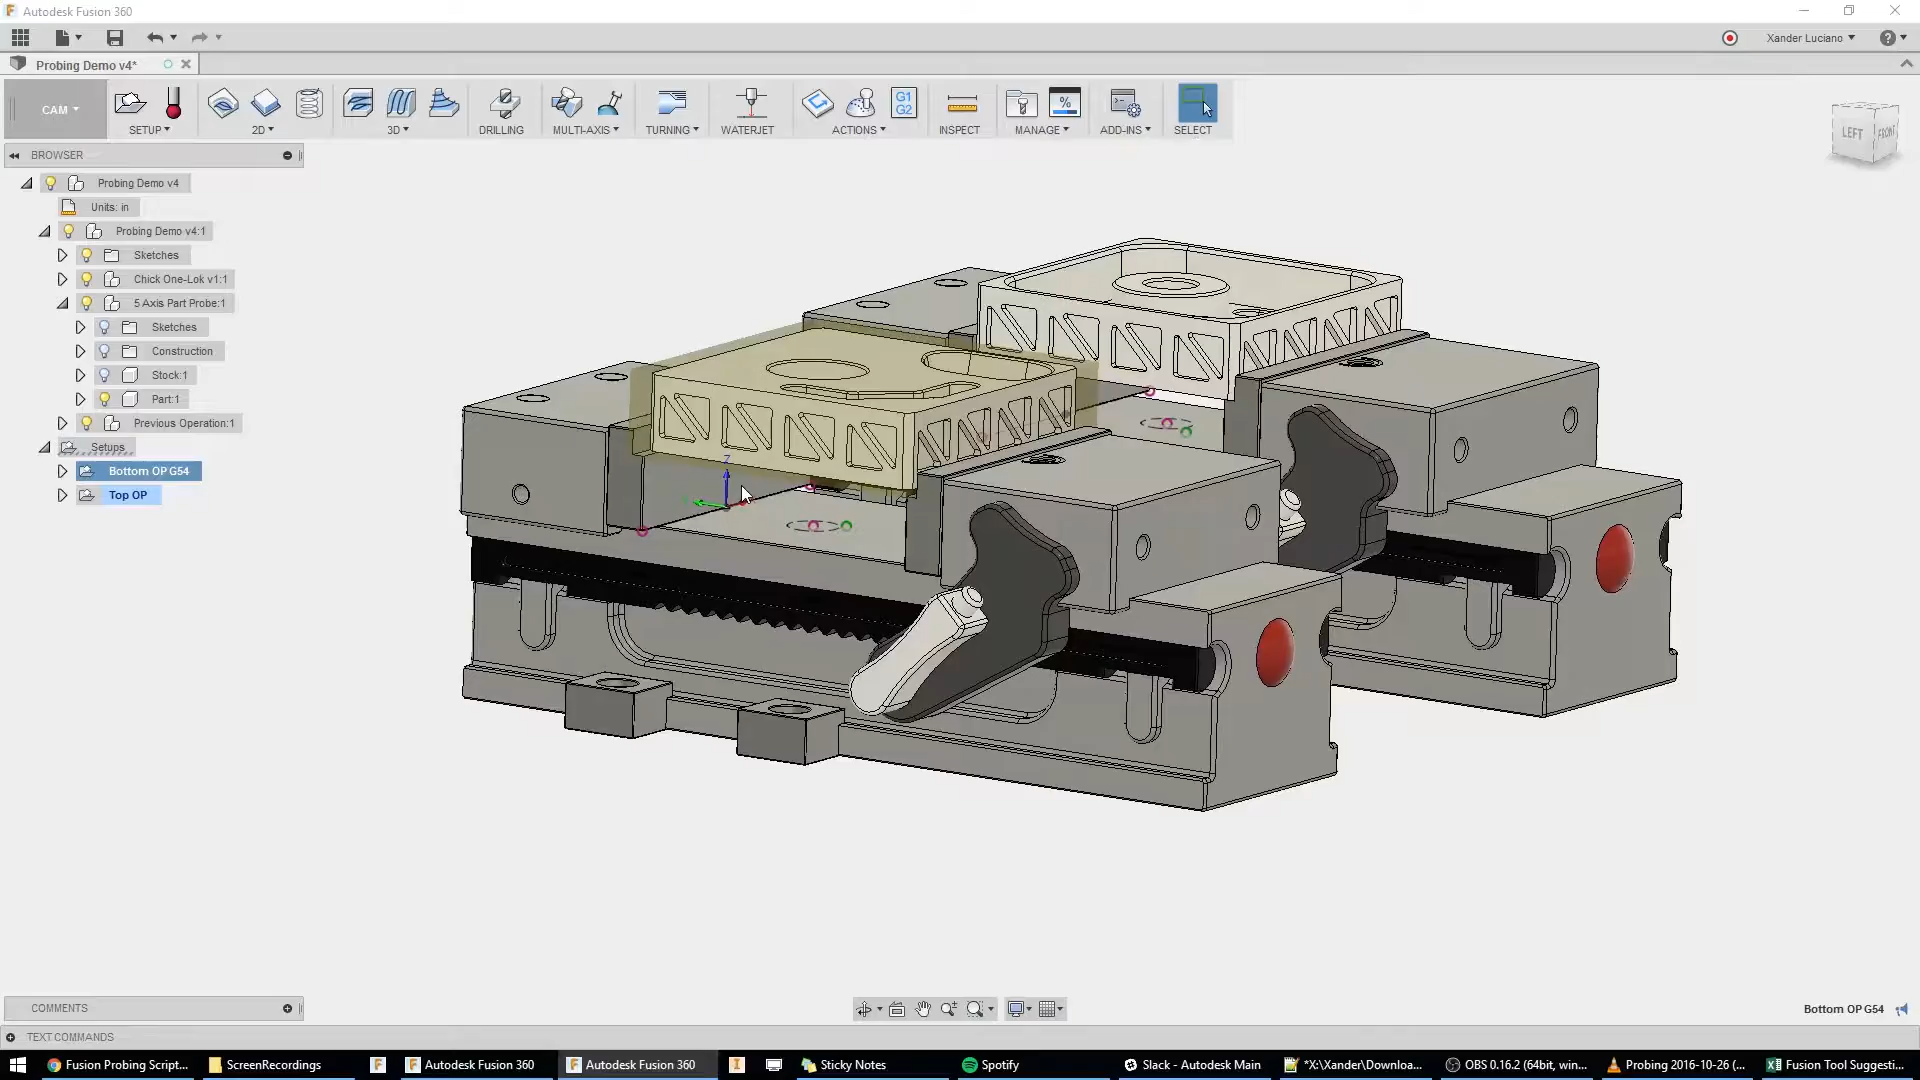 Autodesk Fusion 360
Xander Luciano
Probing Demo v4*
CAM
SETUP
2D
3D
DRILLING
MULTI-AXIS
TURNING
WATERJET
G1
G2
ACTIONS
INSPECT
%
MANAGE
ADD-INS
SELECT
LEFT
FRONT
BROWSER
Probing Demo v4
Units: in
Probing Demo v4:1
Sketches
Chick One-Lok v1:1
5 Axis Part Probe:1
Sketches
Construction
Stock:1
Part:1
Previous Operation:1
Setups
Bottom OP G54
Top OP
Z
COMMENTS
Bottom OP G54
TEXT COMMANDS
Fusion Probing Script...
ScreenRecordings
Autodesk Fusion 360
Autodesk Fusion 360
Sticky Notes
Spotify
Slack - Autodesk Main
*X:\Xander\Downloa...
OBS 0.16.2 (64bit, win...
Probing 2016-10-26 (...
Fusion Tool Suggesti...